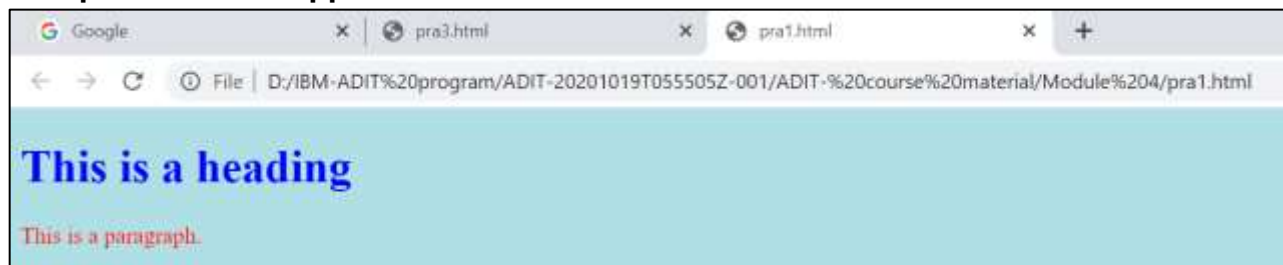 Google pra3.html pra1.html
File D:/IBM-ADIT%20program/ADIT-20201019T055505Z-001/ADIT-%20course%20material/Module%204/pra1.html
This is a heading
This is a paragraph.